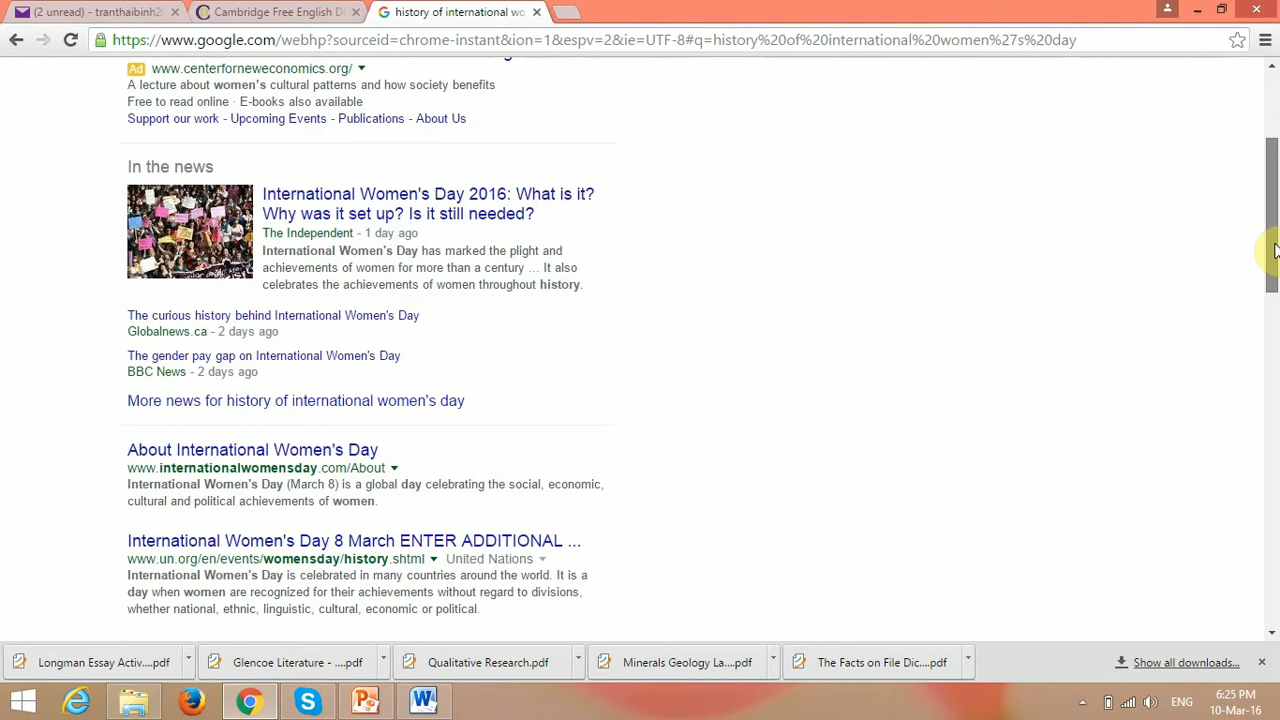 (2 unread) - tranthaibinh2
Cambridge Free English Di
history of international wo
https://www.google.com/webhp?sourceid=chrome-instant&ion=1&espv=2&ie=UTF-8#q=history%20of%20international%20women%27s%20day
Ad www.centerforneweconomics.org/
A lecture about women's cultural patterns and how society benefits
Free to read online · E-books also available
Support our work - Upcoming Events - Publications - About Us
In the news
International Women's Day 2016: What is it?
Why was it set up? Is it still needed?
The Independent - 1 day ago
International Women's Day has marked the plight and
achievements of women for more than a century ... It also
celebrates the achievements of women throughout history.
The curious history behind International Women's Day
Globalnews.ca - 2 days ago
The gender pay gap on International Women's Day
BBC News - 2 days ago
More news for history of international women's day
About International Women's Day
www.internationalwomensday.com/About
International Women's Day (March 8) is a global day celebrating the social, economic,
cultural and political achievements of women.
International Women's Day 8 March ENTER ADDITIONAL ...
www.un.org/en/events/womensday/history.shtml United Nations
International Women's Day is celebrated in many countries around the world. It is a
day when women are recognized for their achievements without regard to divisions,
whether national, ethnic, linguistic, cultural, economic or political.
Longman Essay Activ....pdf
Glencoe Literature - ....pdf
Qualitative Research.pdf
Minerals Geology La....pdf
The Facts on File Dic....pdf
Show all downloads...
ENG
6:25 PM
10-Mar-16